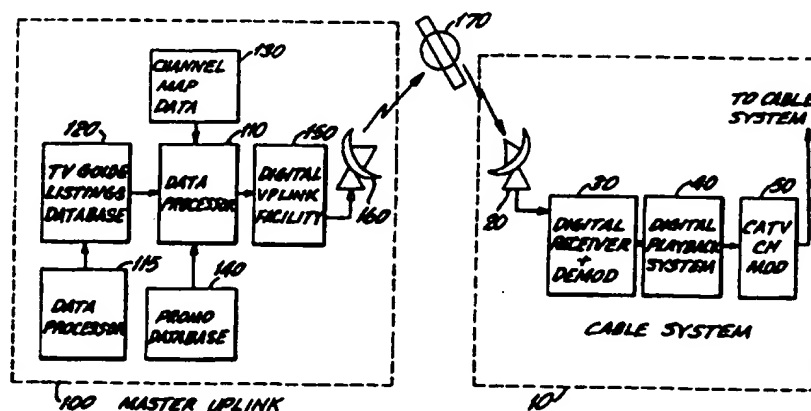 130
CHANNEL
MAP
DATA
120
TV GUIDE
LISTINGS
DATABASE
110
DATA
PROCESSOR
150
DIGITAL
UPLINK
FACILITY
160
115
DATA
PROCESSOR
140
PROMO
DATABASE
100 MASTER UPLINK
170
TO CABLE
SYSTEM
20
30
DIGITAL
RECEIVER
+
DEMOD
40
DIGITAL
PLAYBACK
SYSTEM
50
CATV
CH
MOD
CABLE SYSTEM
10